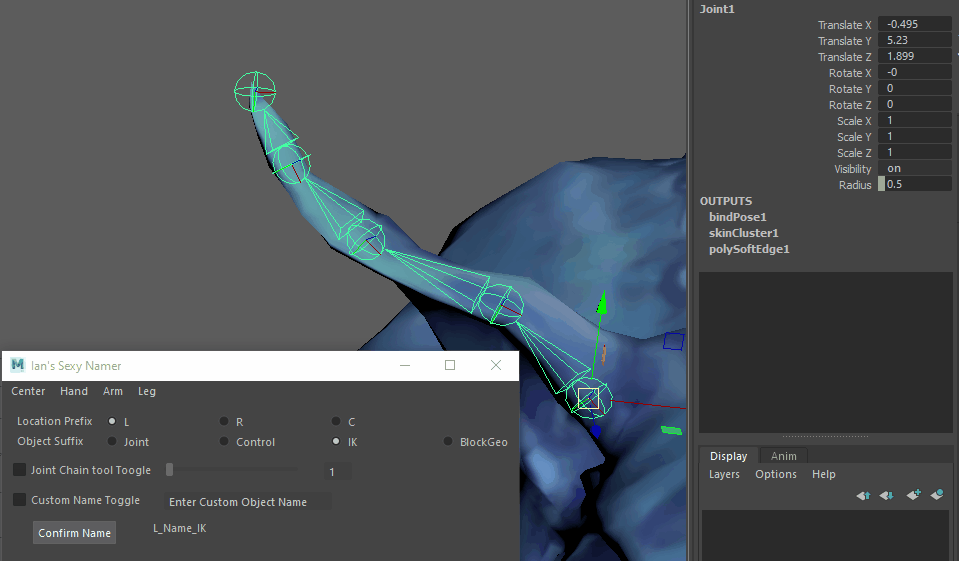 Joint1
Translate X -0.495
Translate Y 5.23
Translate Z 1.899
Rotate X -0
Rotate Y 0
Rotate Z 0
Scale X 1
Scale Y 1
Scale Z 1
Visibility on
Radius 0.5
OUTPUTS
bindPose1
skinCluster1
polySoftEdge1
Ian's Sexy Namer
Center Hand Arm Leg
Location Prefix L R C
Object Suffix Joint Control IK BlockGeo
Joint Chain tool Toogle 1
Custom Name Toggle Enter Custom Object Name
Confirm Name L_Name_IK
Display Anim
Layers Options Help